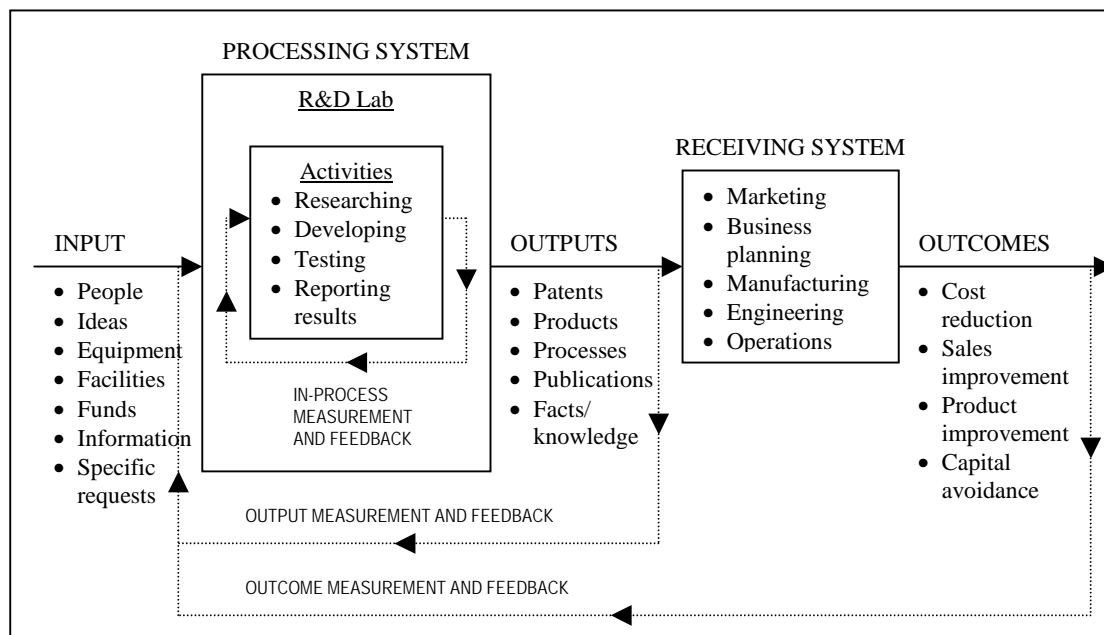 PROCESSING SYSTEM
R&D Lab
Activities
• Researching
• Developing
• Testing
• Reporting
results
IN-PROCESS
MEASUREMENT
AND FEEDBACK
INPUT
• People
• Ideas
• Equipment
• Facilities
• Funds
• Information
• Specific
requests
OUTPUTS
• Patents
• Products
• Processes
• Publications
• Facts/
knowledge
RECEIVING SYSTEM
• Marketing
• Business
planning
• Manufacturing
• Engineering
• Operations
OUTCOMES
• Cost
reduction
• Sales
improvement
• Product
improvement
• Capital
avoidance
OUTPUT MEASUREMENT AND FEEDBACK
OUTCOME MEASUREMENT AND FEEDBACK